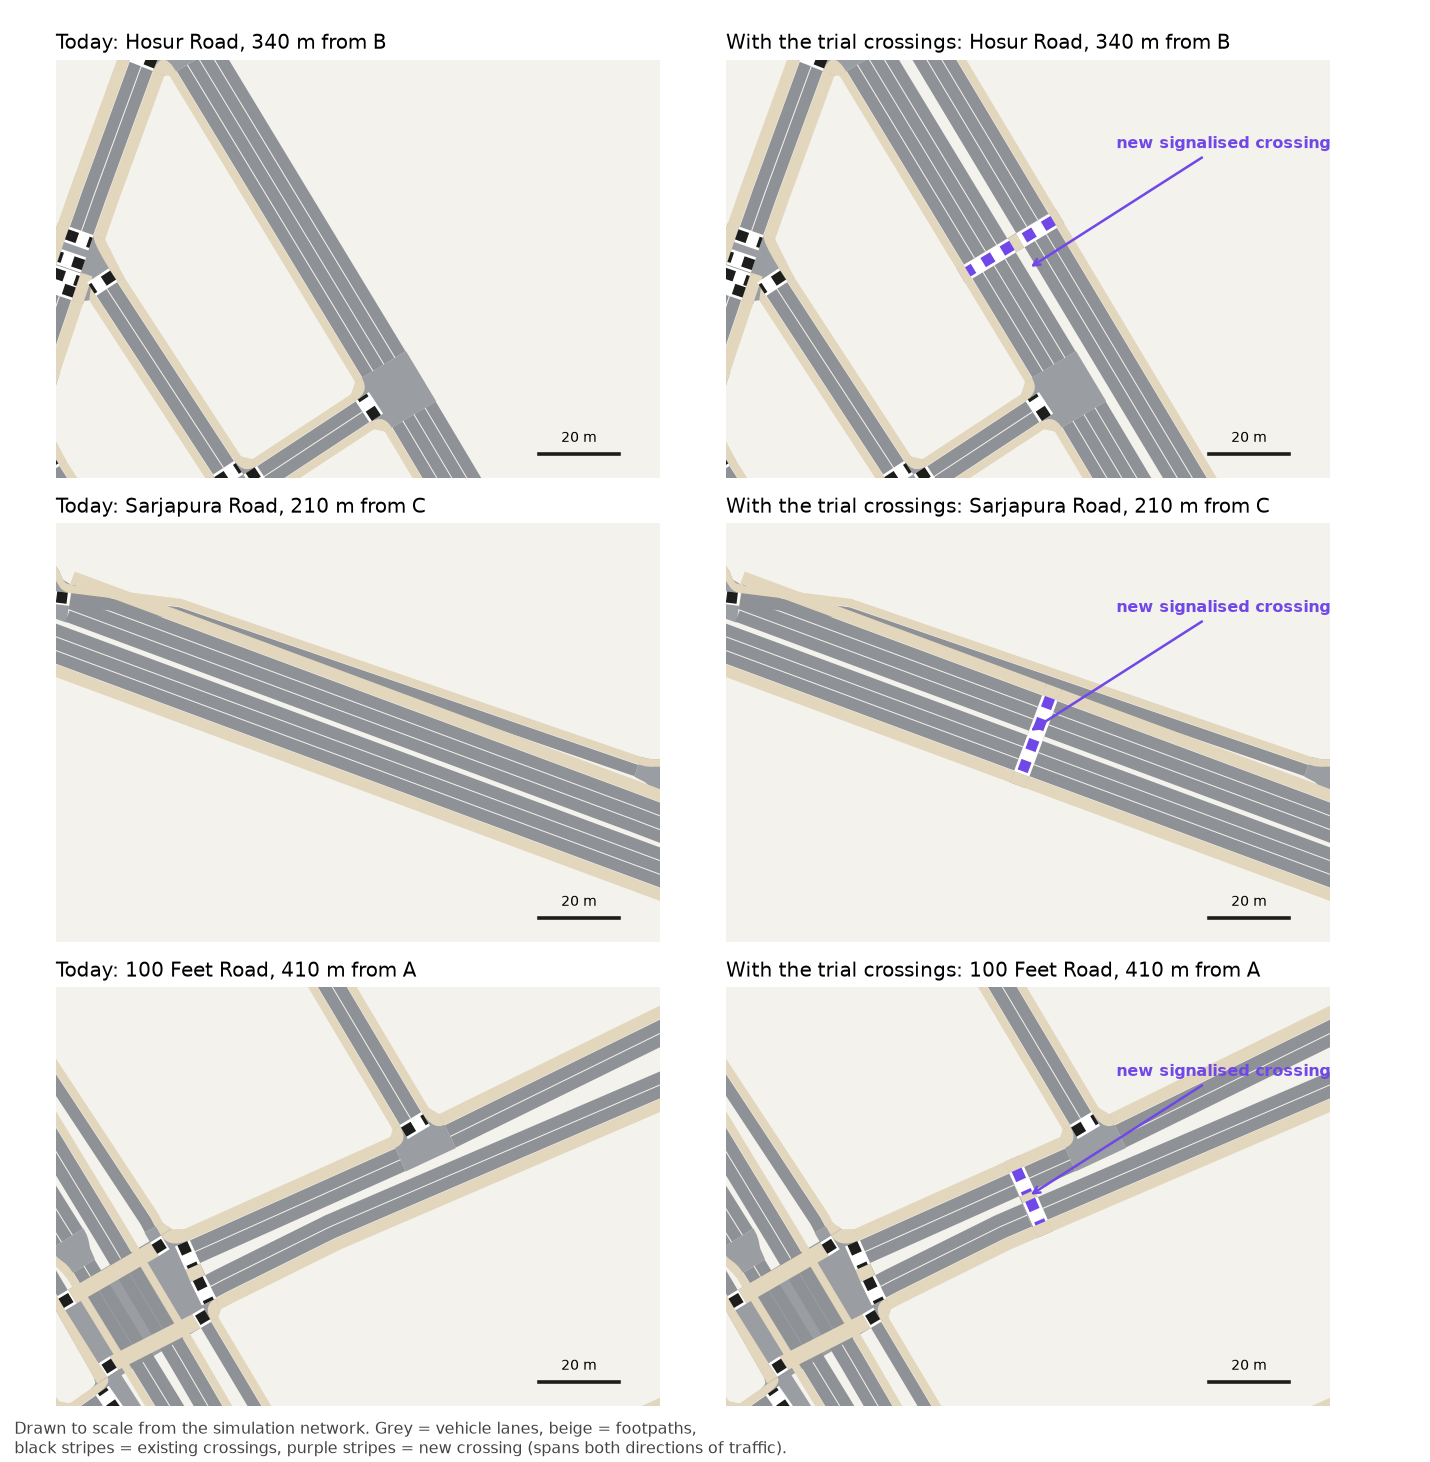 Today: Hosur Road, 340 m from B
With the trial crossings: Hosur Road, 340 m from B
new signalised crossing
20 m
20 m
Today: Sarjapura Road, 210 m from C
With the trial crossings: Sarjapura Road, 210 m from C
new signalised crossing
20 m
20 m
Today: 100 Feet Road, 410 m from A
With the trial crossings: 100 Feet Road, 410 m from A
new signalised crossing
20 m
20 m
Drawn to scale from the simulation network. Grey = vehicle lanes, beige = footpaths,
black stripes = existing crossings, purple stripes = new crossing (spans both directions of traffic).